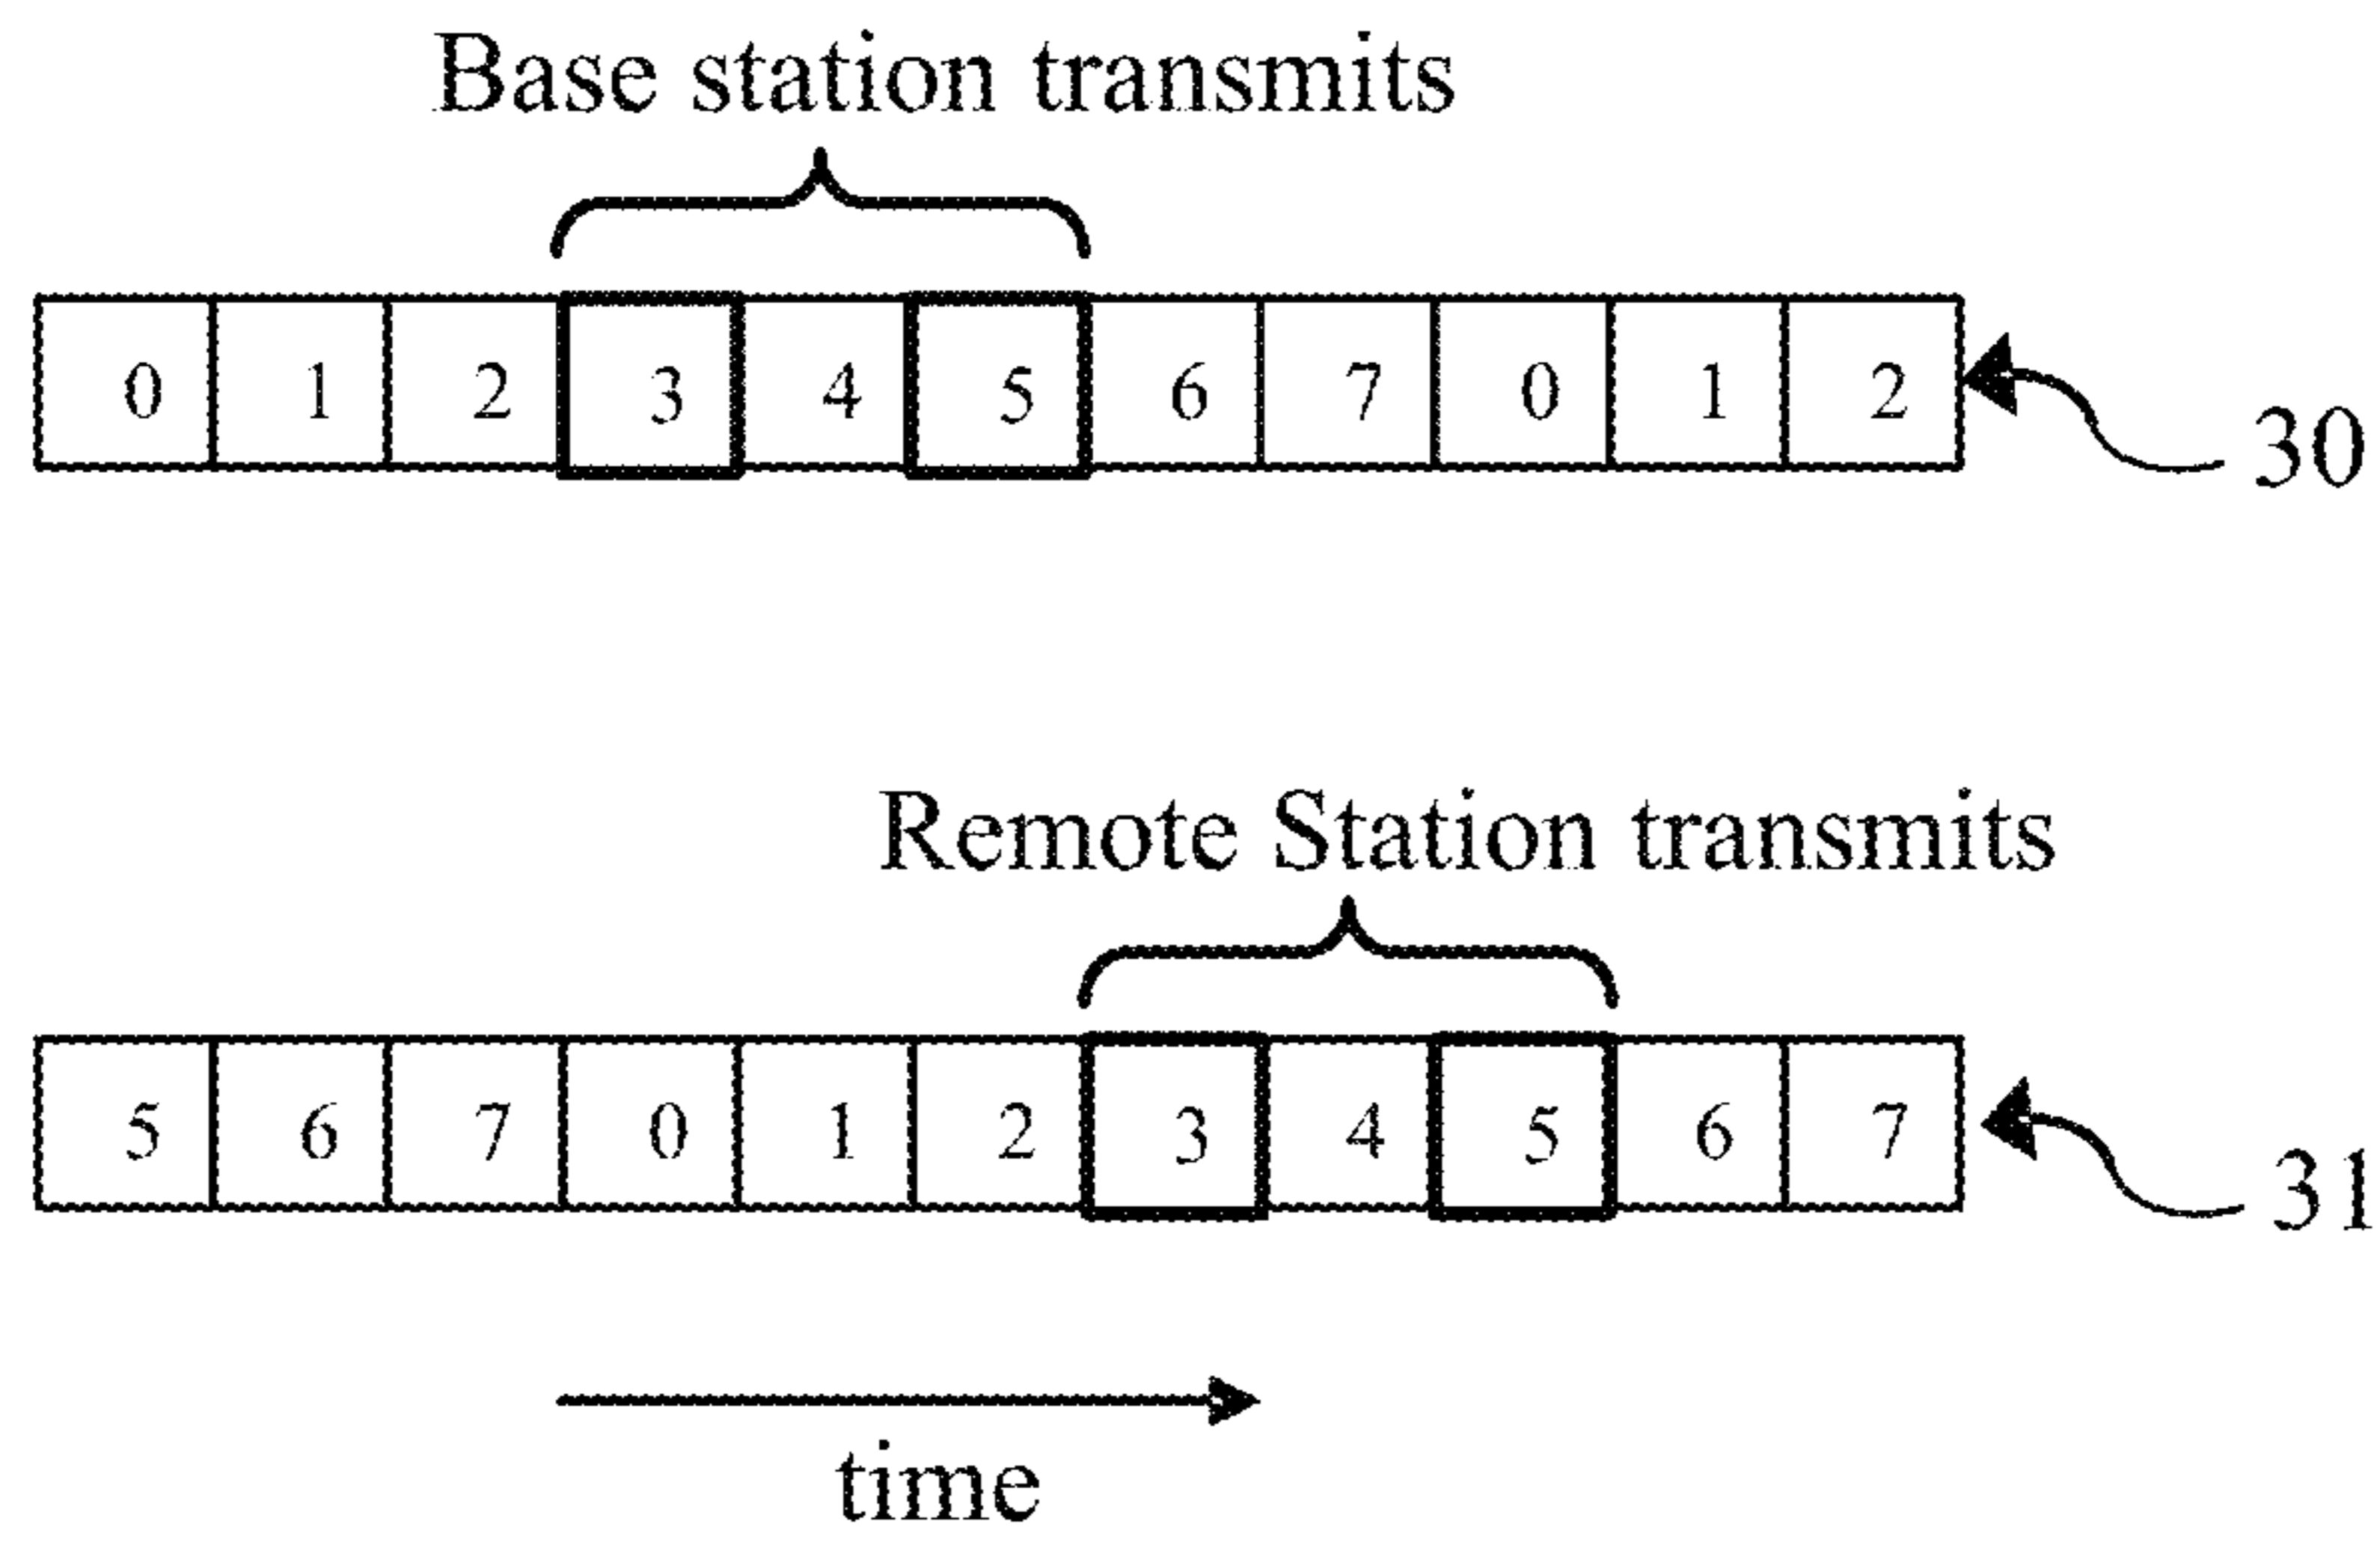 Base station transmits
0 1 2 3 4 5 6 7 0 1 2
30
Remote Station transmits
5 6 7 0 1 2 3 4 5 6 7
31
time